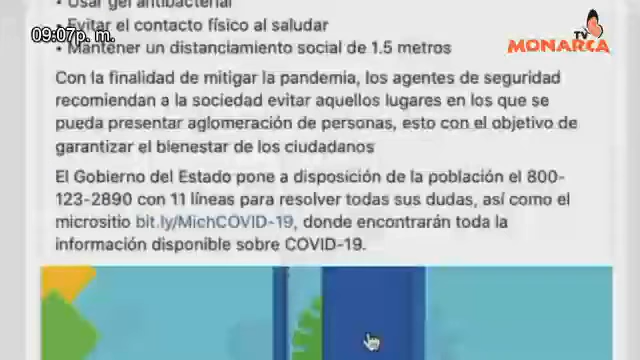 • Usar gel antibacterial
• Evitar el contacto físico al saludar
09:07p. m.
TV
MONARCA
• Mantener un distanciamiento social de 1.5 metros
Con la finalidad de mitigar la pandemia, los agentes de seguridad
recomiendan a la sociedad evitar aquellos lugares en los que se
pueda presentar aglomeración de personas, esto con el objetivo de
garantizar el bienestar de los ciudadanos
El Gobierno del Estado pone a disposición de la población el 800-
123-2890 con 11 líneas para resolver todas sus dudas, así como el
micrositio bit.ly/MichCOVID-19, donde encontrarán toda la
información disponible sobre COVID-19.